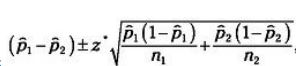 (p̂₁ − p̂₂) ± z* √( p̂₁(1−p̂₁)/n₁ + p̂₂(1−p̂₂)/n₂ ),